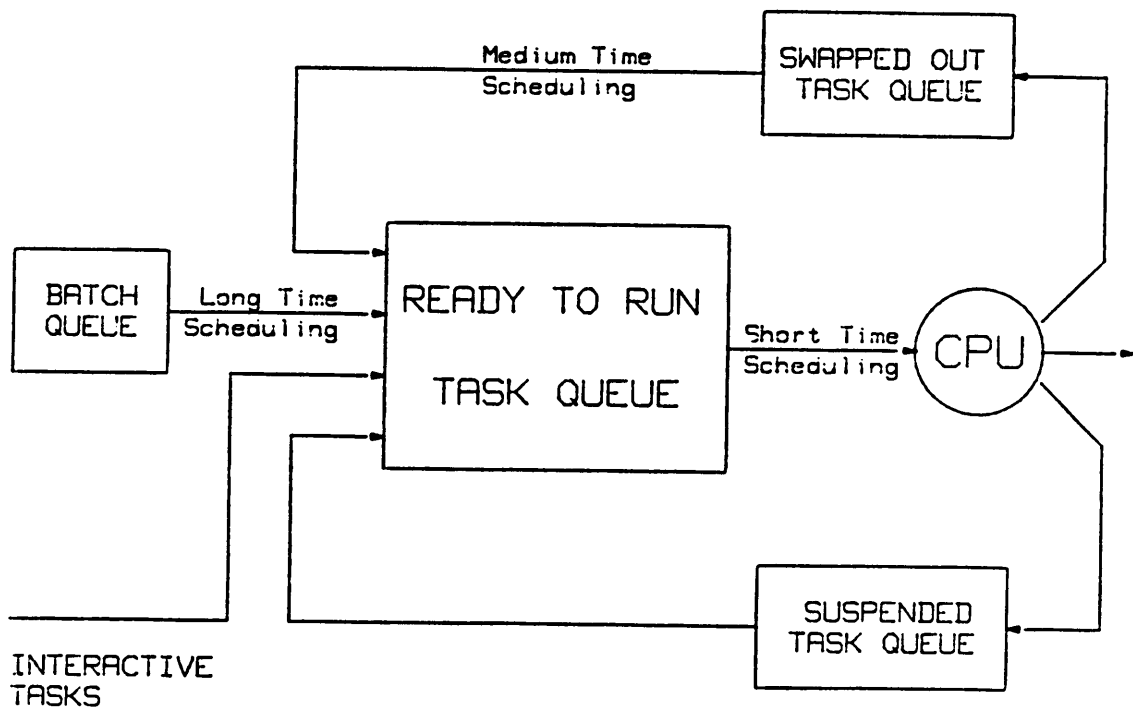 Medium Time
Scheduling
SWAPPED OUT
TASK QUEUE
BATCH
QUEUE
Long Time
Scheduling
READY TO RUN
TASK QUEUE
Short Time
Scheduling
CPU
SUSPENDED
TASK QUEUE
INTERACTIVE
TASKS